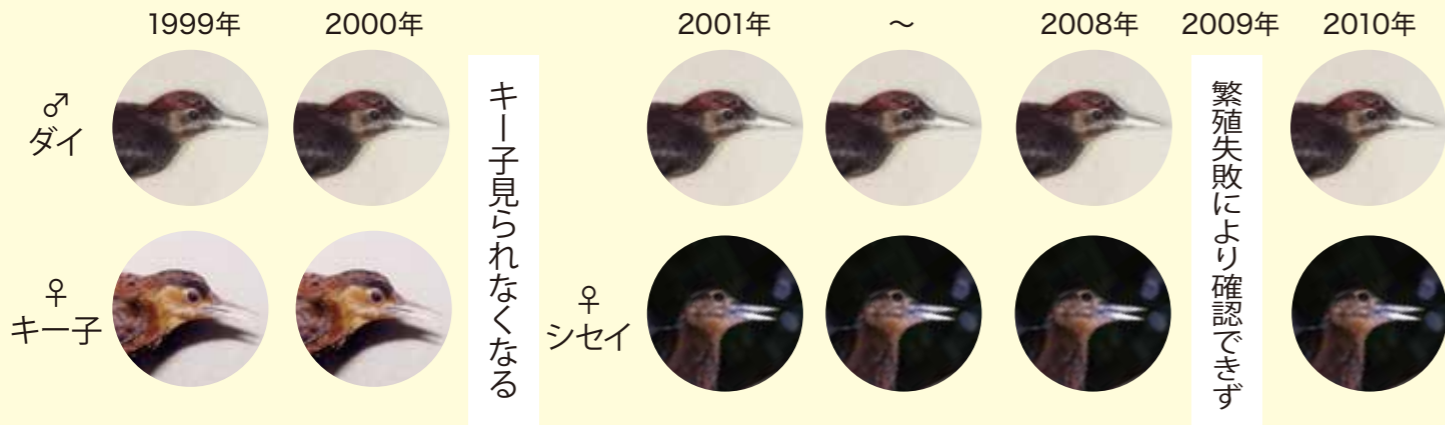 1999年 2000年 2001年 ～ 2008年 2009年 2010年
♂
ダイ
♀
キー子
キー子見られなくなる
♀
シセイ
繁殖失敗により確認できず